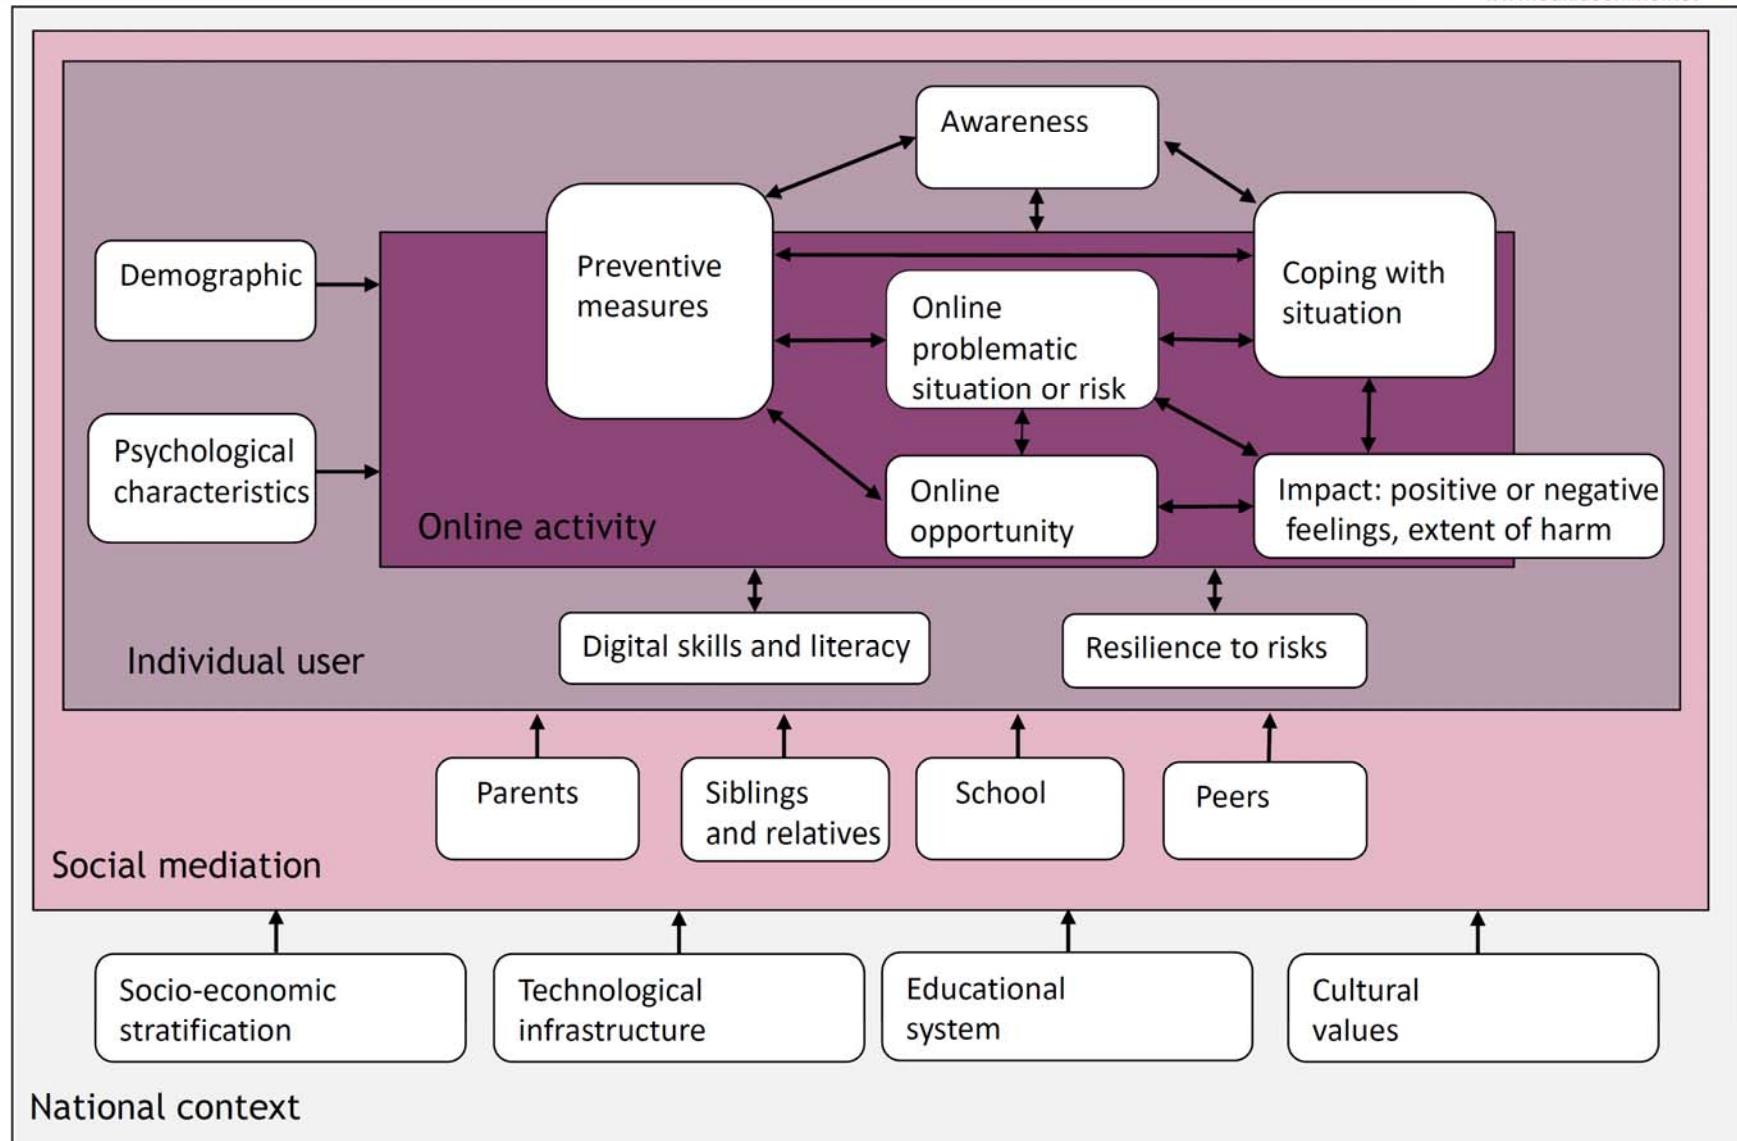 Awareness
Demographic
Preventive
measures
Coping with
situation
Online
problematic
situation or risk
Psychological
characteristics
Online
opportunity
Impact: positive or negative
feelings, extent of harm
Online activity
Digital skills and literacy
Resilience to risks
Individual user
Parents
Siblings
and relatives
School
Peers
Social mediation
Socio-economic
stratification
Technological
infrastructure
Educational
system
Cultural
values
National context